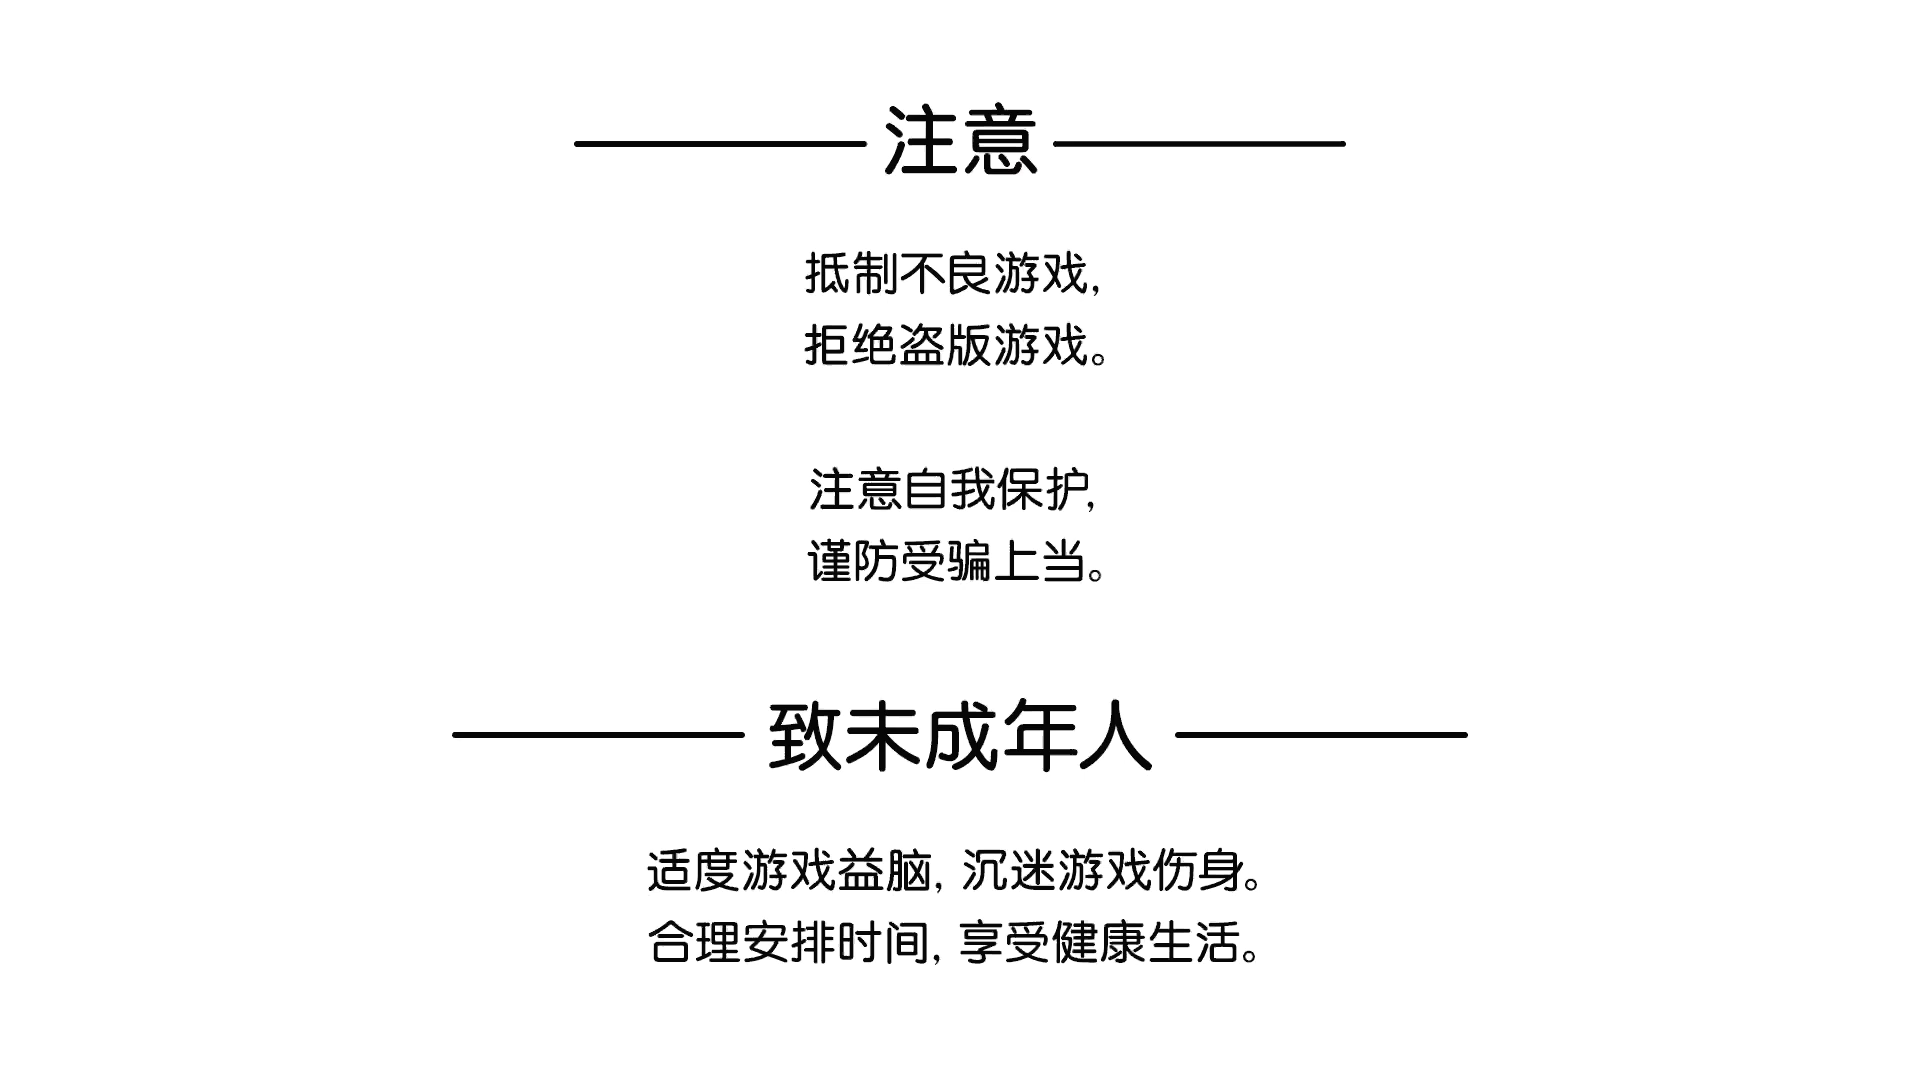 注意
抵制不良游戏,
拒绝盗版游戏。
注意自我保护,
谨防受骗上当。
致未成年人
适度游戏益脑, 沉迷游戏伤身。
合理安排时间, 享受健康生活。